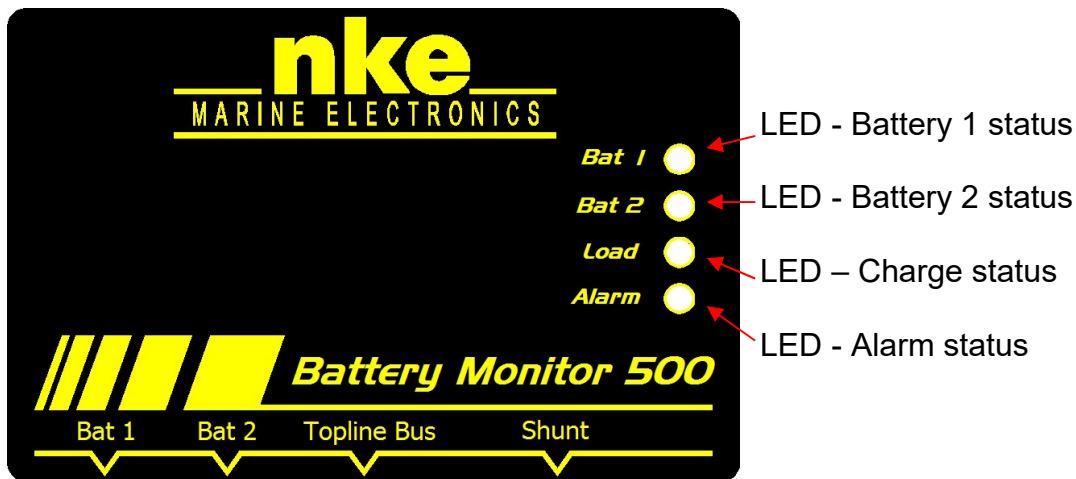 nke
MARINE ELECTRONICS
Bat 1 LED - Battery 1 status
Bat 2 LED - Battery 2 status
Load LED – Charge status
Alarm LED - Alarm status
Battery Monitor 500
Bat 1 Bat 2 Topline Bus Shunt